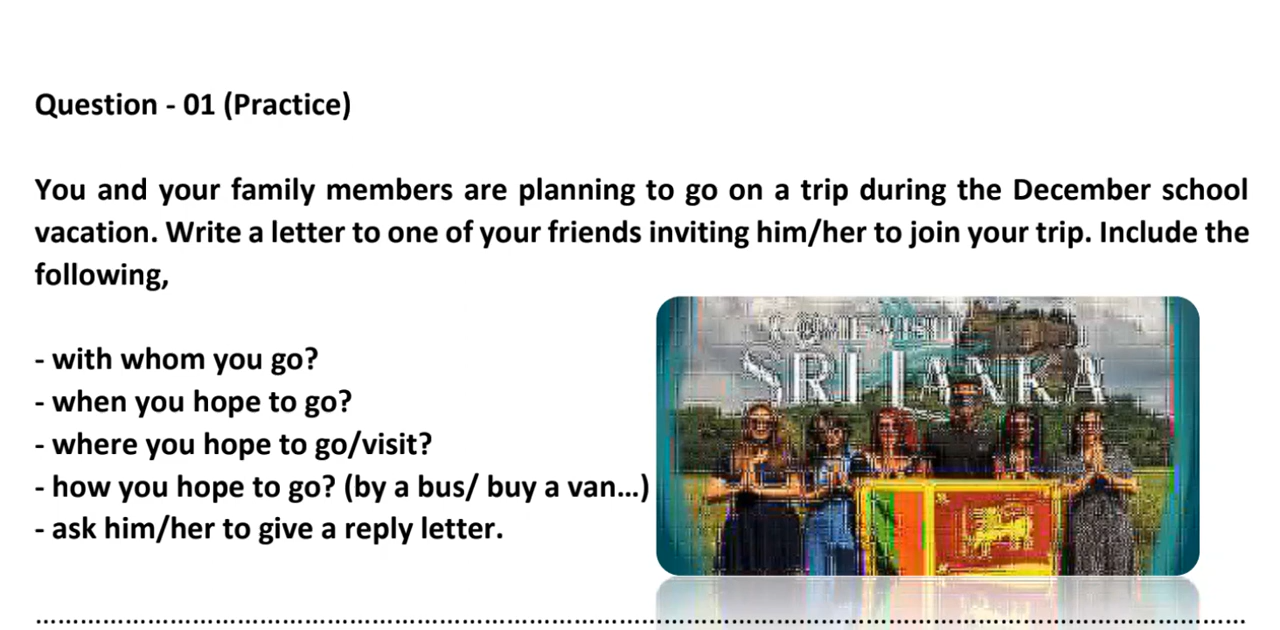 Question - 01 (Practice)
You and your family members are planning to go on a trip during the December school
vacation. Write a letter to one of your friends inviting him/her to join your trip. Include the
following,
- with whom you go?
- when you hope to go?
- where you hope to go/visit?
- how you hope to go? (by a bus/ buy a van...)
- ask him/her to give a reply letter.
COME VISIT
SRI LANKA